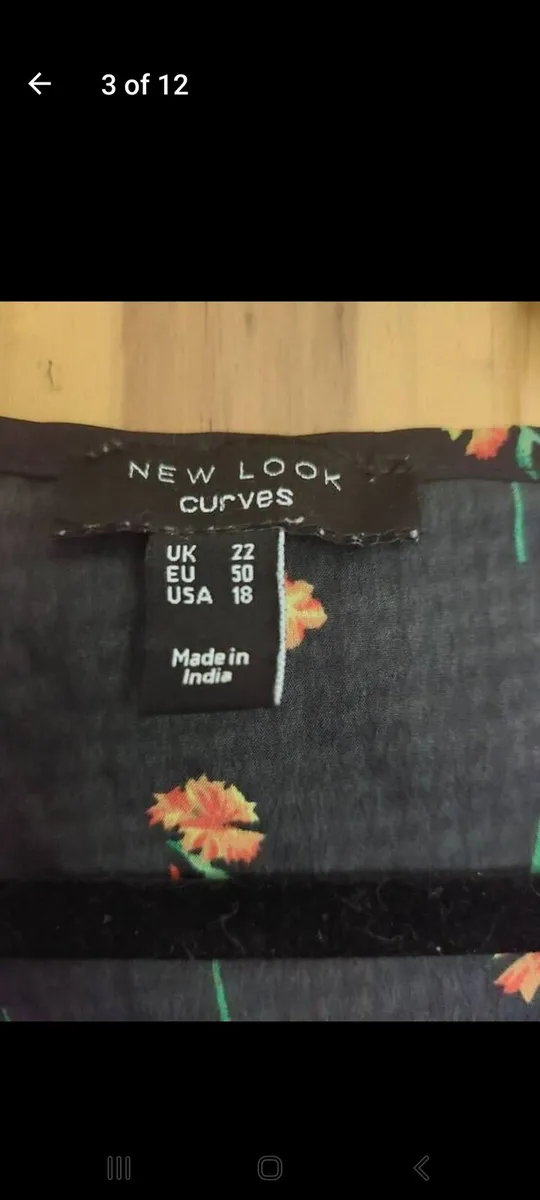 3 of 12
NEW LOOK
curves
UK 22
EU 50
USA 18
Made in
India